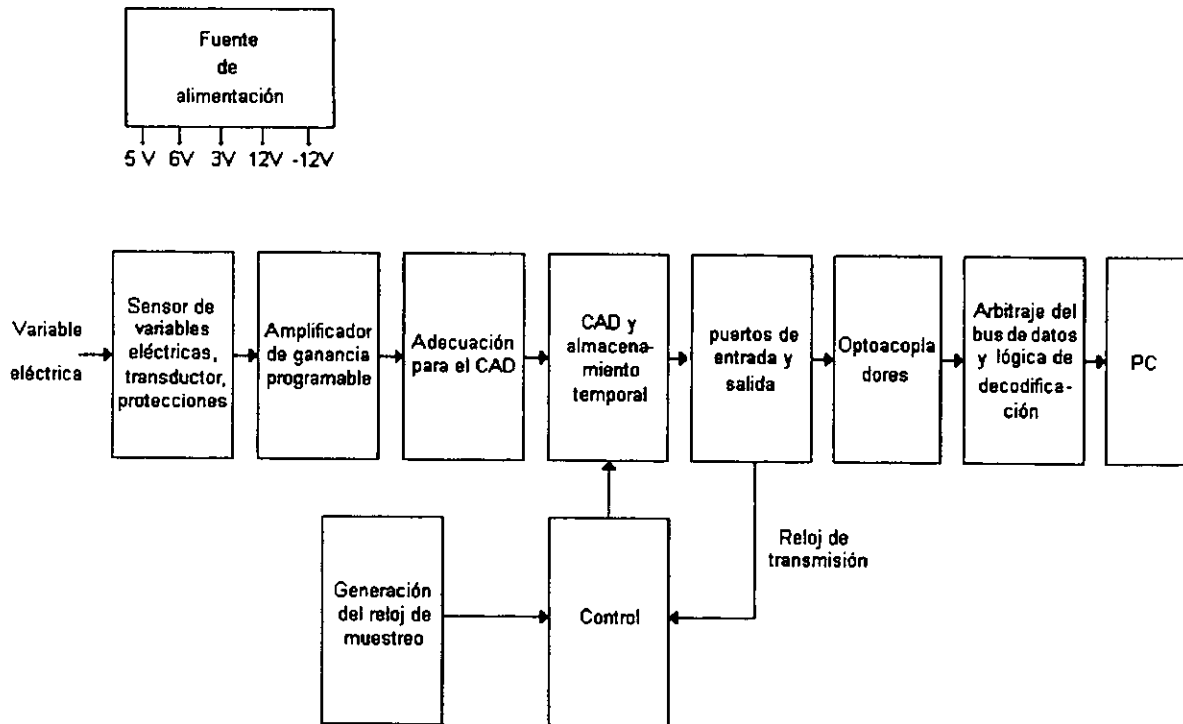 Fuente
de
alimentación
5 V 6V 3V 12V -12V
Variable
eléctrica
Sensor de
variables
eléctricas,
transductor,
protecciones
Amplificador
de ganancia
programable
Adecuación
para el CAD
CAD y
almacena-
miento
temporal
puertos de
entrada y
salida
Optoacopla
dores
Arbitraje del
bus de datos
y lógica de
decodifica-
ción
PC
Generación
del reloj de
muestreo
Control
Reloj de
transmisión